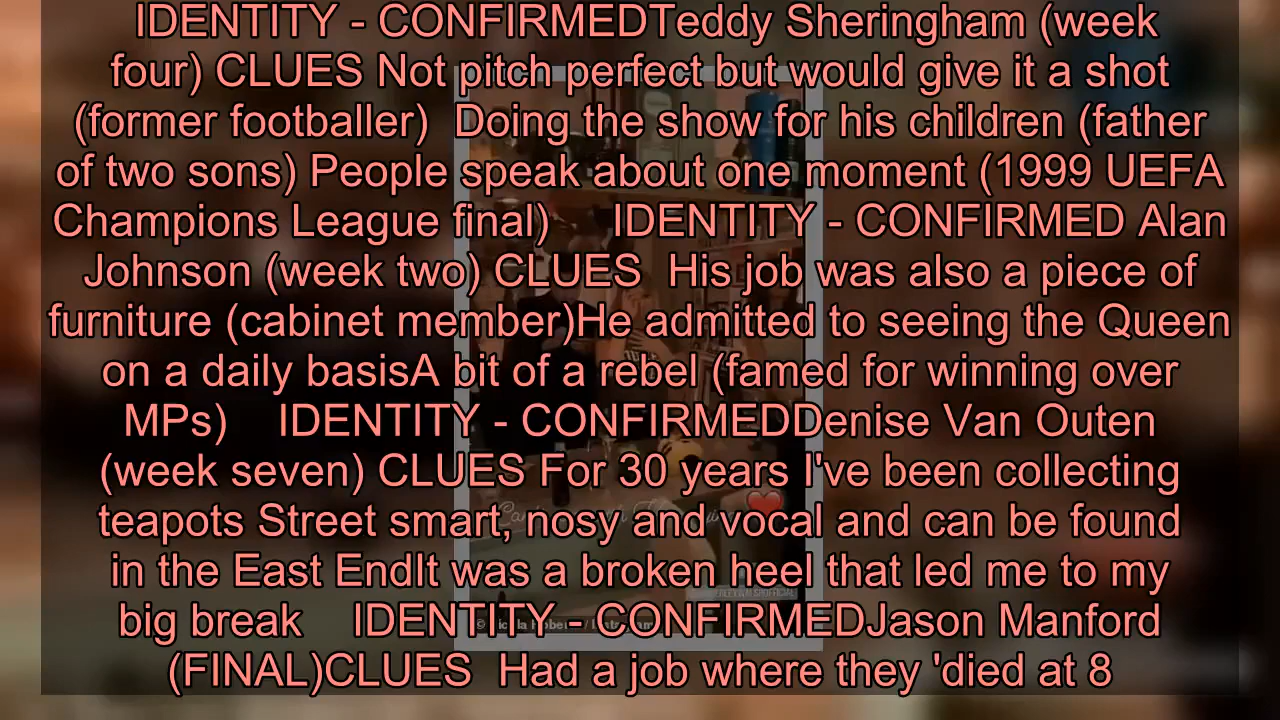 IDENTITY - CONFIRMEDTeddy Sheringham (week
four) CLUES Not pitch perfect but would give it a shot
(former footballer)  Doing the show for his children (father
of two sons) People speak about one moment (1999 UEFA
Champions League final)     IDENTITY - CONFIRMED Alan
Johnson (week two) CLUES  His job was also a piece of
furniture (cabinet member)He admitted to seeing the Queen
on a daily basisA bit of a rebel (famed for winning over
MPs)    IDENTITY - CONFIRMEDDenise Van Outen
(week seven) CLUES For 30 years I've been collecting
teapots Street smart, nosy and vocal and can be found
in the East EndIt was a broken heel that led me to my
big break    IDENTITY - CONFIRMEDJason Manford
(FINAL)CLUES  Had a job where they 'died at 8